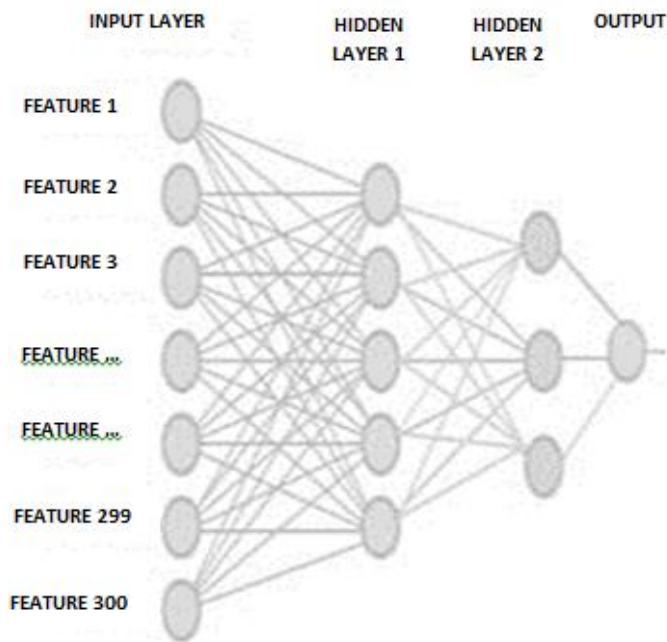 INPUT LAYER
HIDDEN
LAYER 1
HIDDEN
LAYER 2
OUTPUT
FEATURE 1
FEATURE 2
FEATURE 3
FEATURE ...
FEATURE ...
FEATURE 299
FEATURE 300